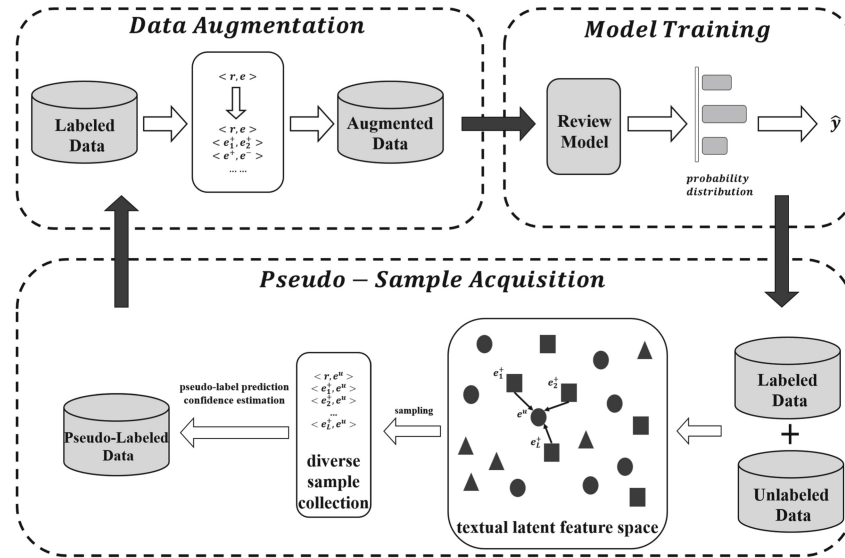 Data Augmentation
Labeled
Data
< r, e >
< r, e >
< e₁⁺, e₂⁺ >
< e⁺, e⁻ >
... ...
Augmented
Data
Model Training
Review
Model
probability
distribution
ŷ
Pseudo – Sample Acquisition
Pseudo-Labeled
Data
pseudo-label prediction
confidence estimation
< r, eᵘ >
< e₁⁺, eᵘ >
< e₂⁺, eᵘ >
...
< e_L⁺, eᵘ >
diverse
sample
collection
sampling
e₁⁺
e₂⁺
eᵘ
e_L⁺
textual latent feature space
Labeled
Data
+
Unlabeled
Data